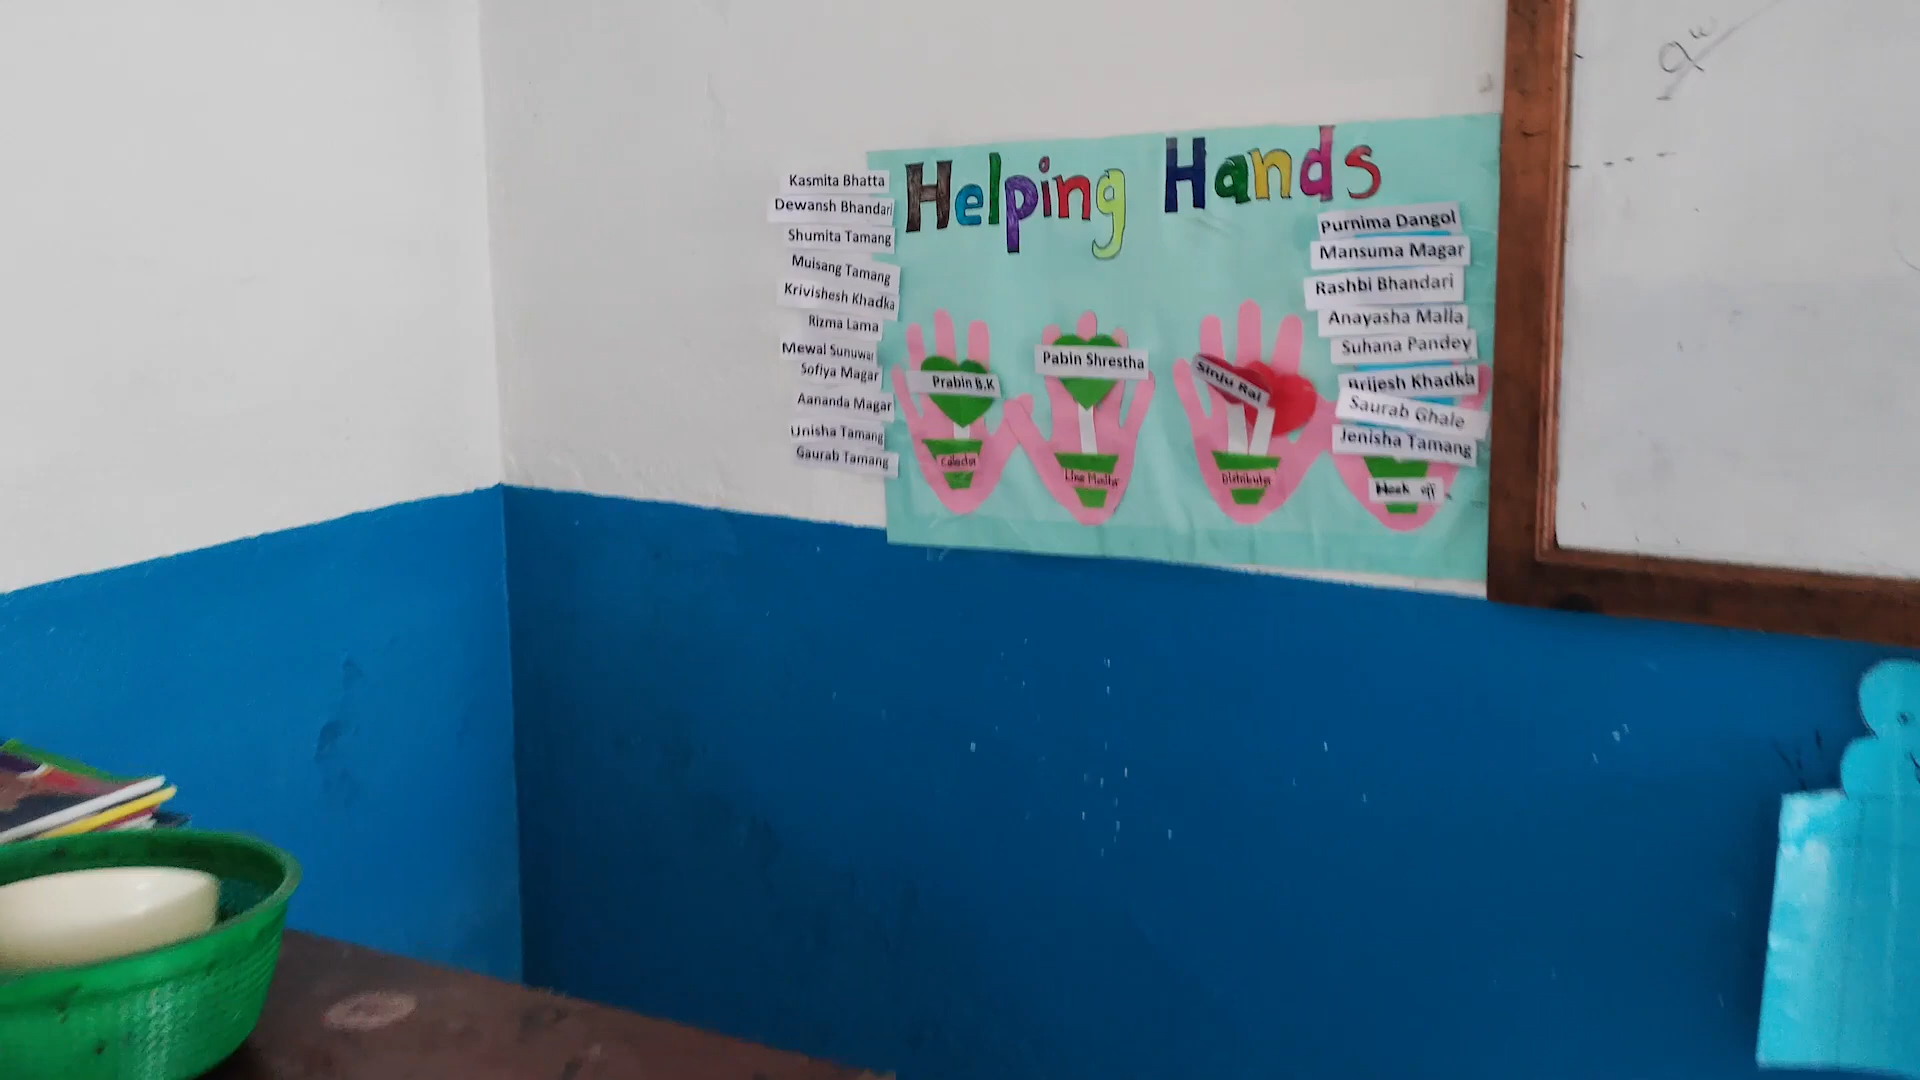 Helping Hands
Kasmita Bhatta
Dewansh Bhandari
Shumita Tamang
Muisang Tamang
Krivishesh Khadka
Rizma Lama
Mewal Sunuwar
Sofiya Magar
Aananda Magar
Unisha Tamang
Gaurab Tamang
Prabin B.K
Pabin Shrestha
Sinju Rai
Purnima Dangol
Mansuma Magar
Rashbi Bhandari
Anayasha Malla
Suhana Pandey
Brijesh Khadka
Saurab Ghale
Jenisha Tamang
Distributor